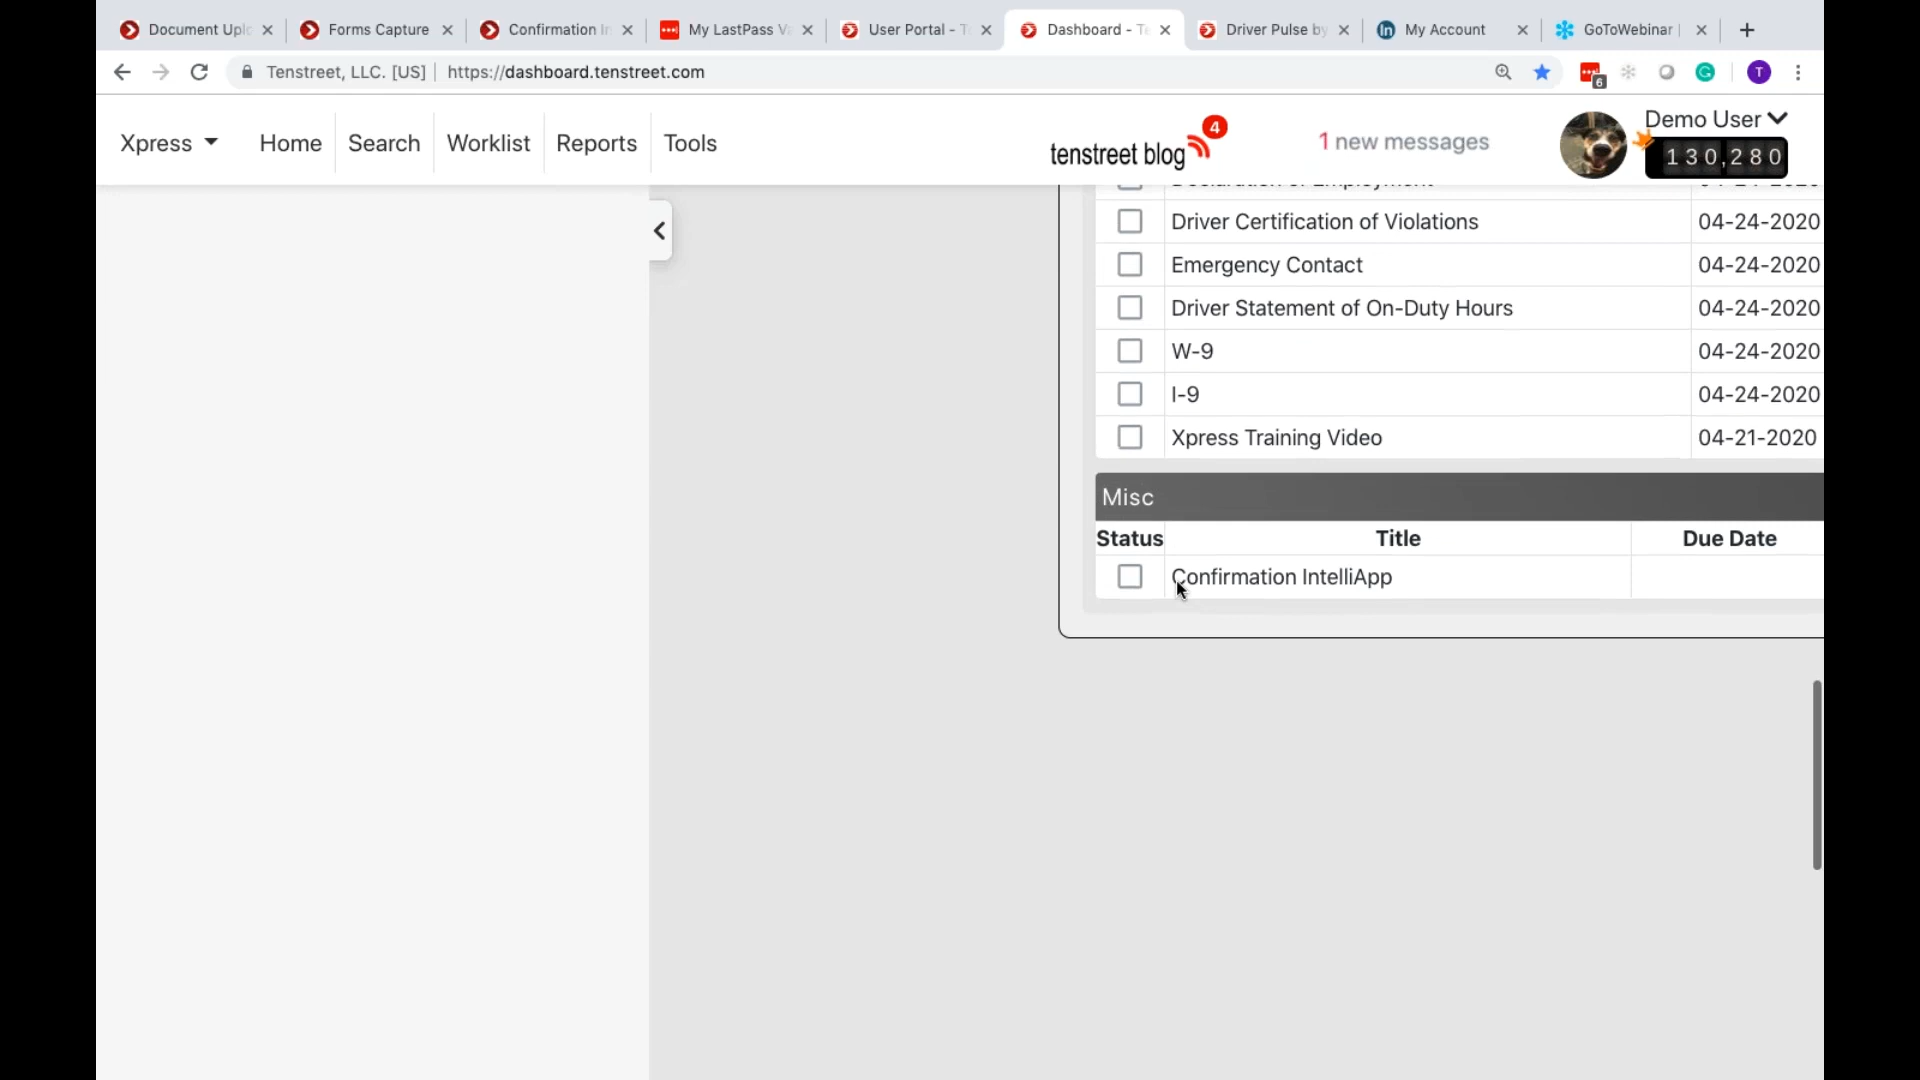 Document Upl Forms Capture Confirmation In My LastPass V User Portal - T Dashboard - Te Driver Pulse by My Account GoToWebinar
Tenstreet, LLC. [US] https://dashboard.tenstreet.com 6 T
Xpress Home Search Worklist Reports Tools tenstreet blog 4 1 new messages Demo User
130,280
Driver Certification of Violations 04-24-2020
Emergency Contact 04-24-2020
Driver Statement of On-Duty Hours 04-24-2020
W-9 04-24-2020
I-9 04-24-2020
Xpress Training Video 04-21-2020
Misc
Status Title Due Date
Confirmation IntelliApp